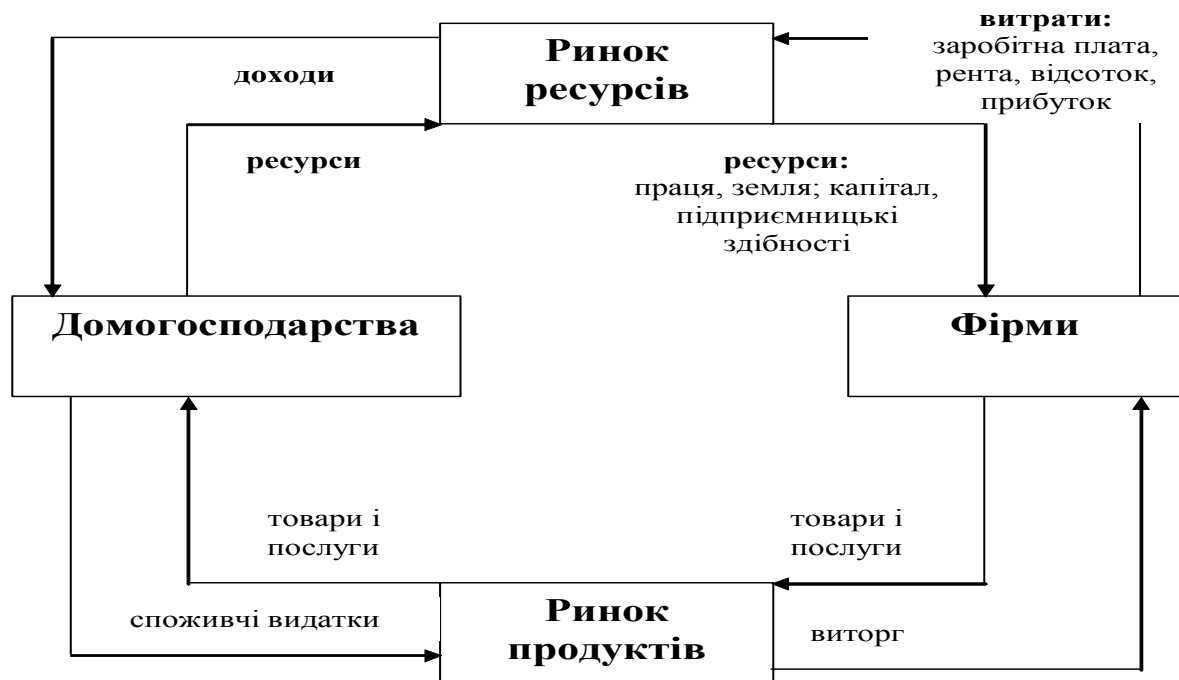 витрати:
заробітна плата,
рента, відсоток,
прибуток
Ринок
ресурсів
доходи
ресурси
ресурси:
праця, земля; капітал,
підприємницькі
здібності
Домогосподарства
Фірми
товари і
послуги
товари і
послуги
споживчі видатки
Ринок
продуктів
виторг